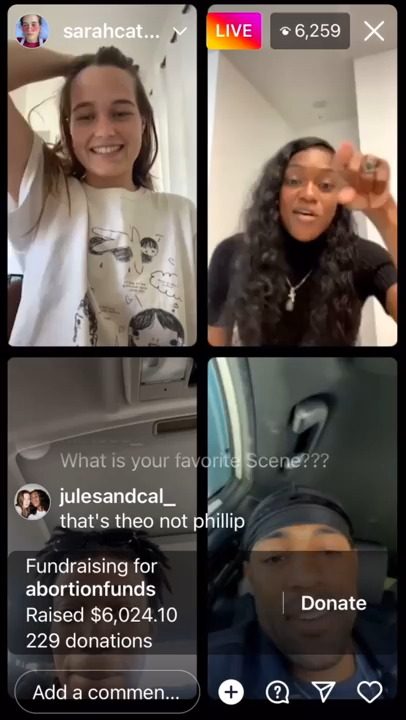 sarahcat...
LIVE
6,259
What is your favorite Scene???
julesandcal_
that's theo not phillip
Fundraising for
abortionfunds
Raised $6,024.10
229 donations
Donate
Add a commen...